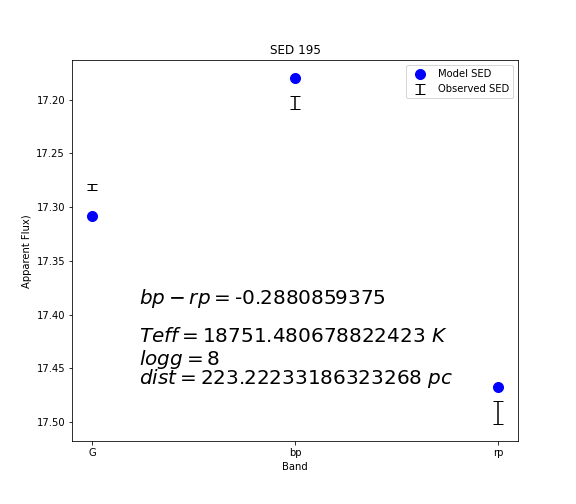 SED 195
Model SED
Observed SED
17.20
17.25
17.30
17.35
17.40
17.45
17.50
Apparent Flux)
bp − rp = -0.2880859375
Teff = 18751.480678822423 K
logg = 8
dist = 223.22233186323268 pc
G
bp
rp
Band